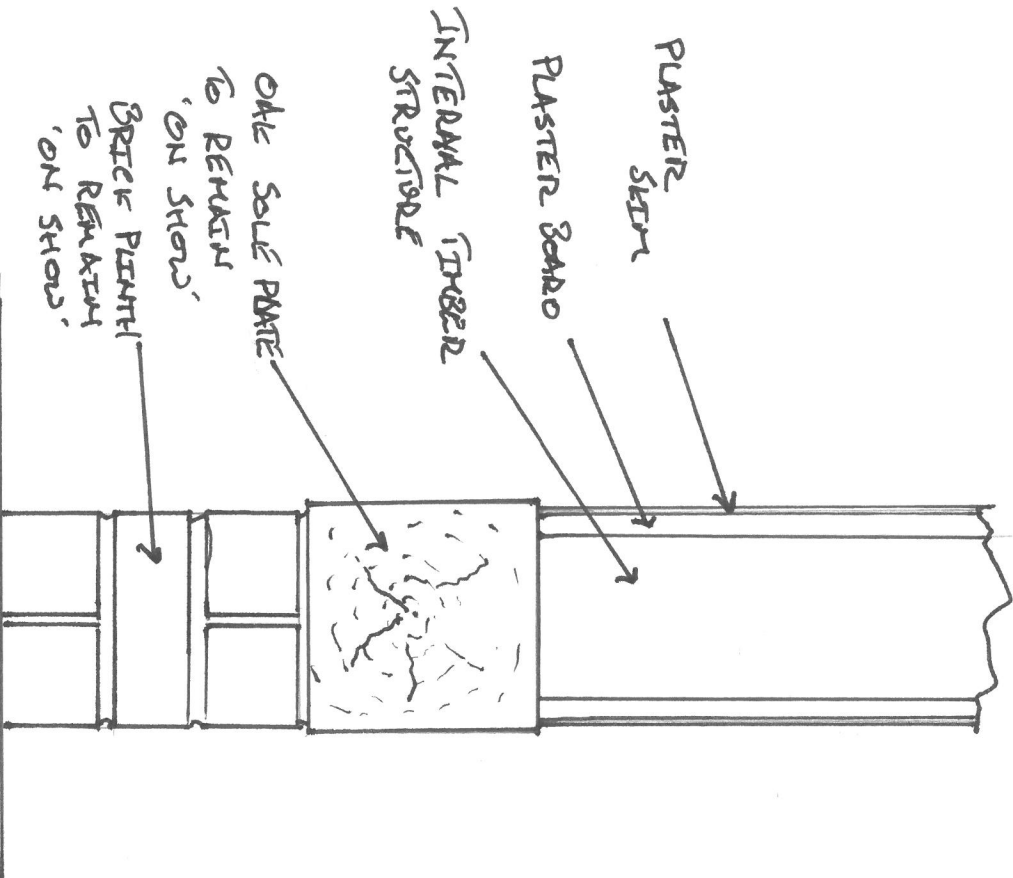 PLASTER
SKIM
PLASTER BOARD
INTERNAL TIMBER
STRUCTURE
OAK SOLE PLATE
TO REMAIN
'ON SHOW'
BRICK PLINTH
TO REMAIN
'ON SHOW'